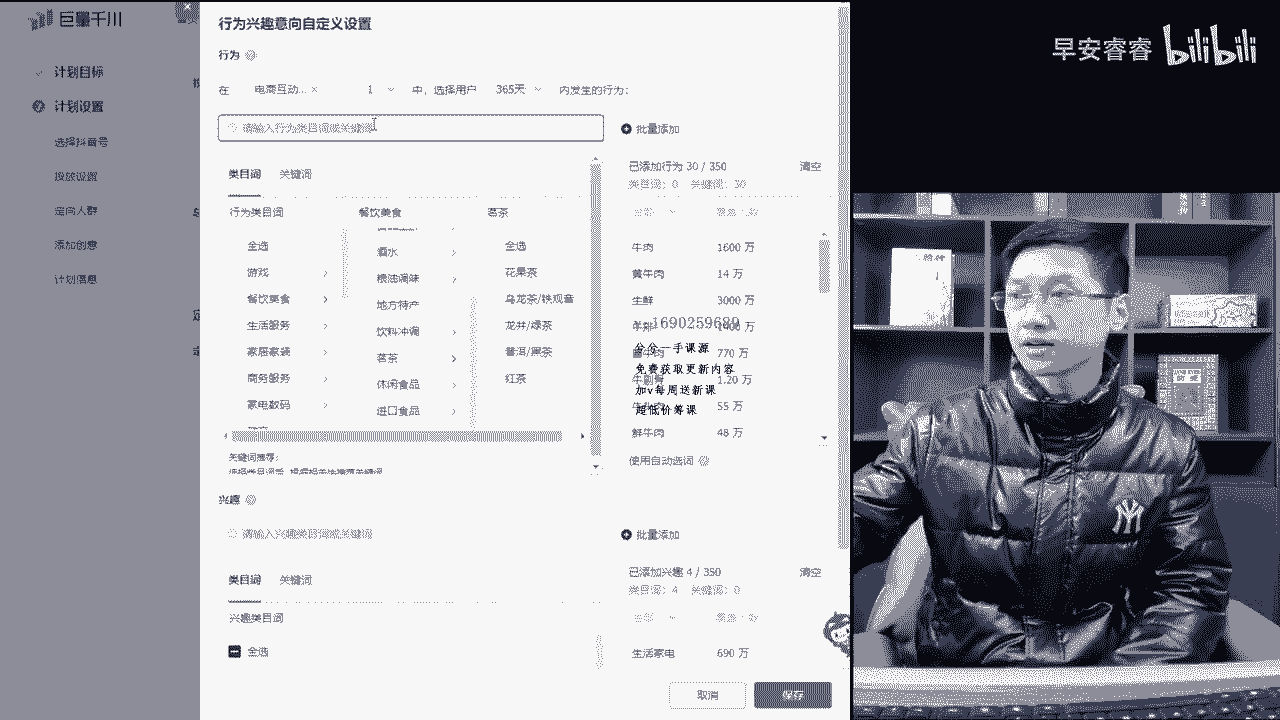 巨量千川
计划目标
计划设置
选择抖音号
投放设置
定向人群
添加创意
计划信息
行为兴趣意向自定义设置
行为
在 电商互动... × 1 中，选择用户 365天 内发生的行为：
请输入行为类目词或关键词
批量添加
类目词 关键词
已添加行为 30 / 350 清空
类目词：0 关键词：30
行为类目词 餐饮美食 茗茶
全选
游戏
餐饮美食
生活服务
家居家装
商务服务
家电数码
酒水
粮油调味
地方特产
饮料冲调
茗茶
休闲食品
进口食品
全选
花果茶
乌龙茶/铁观音
龙井/绿茶
普洱/黑茶
红茶
牛肉 1600 万
黄牛肉 14 万
生鲜 3000 万
770 万
1.20 万
55 万
鲜牛肉 48 万
1690259689
分价一手课源
免费获取更新内容
加v每周送新课
超低价筹课
关键词推荐：
使用自动选词
兴趣
请输入兴趣类目词或关键词
批量添加
类目词 关键词
已添加兴趣 4 / 350 清空
类目词：4 关键词：0
兴趣类目词
全选
生活家电 690 万
取消 保存
早安睿睿 bilibili
NY